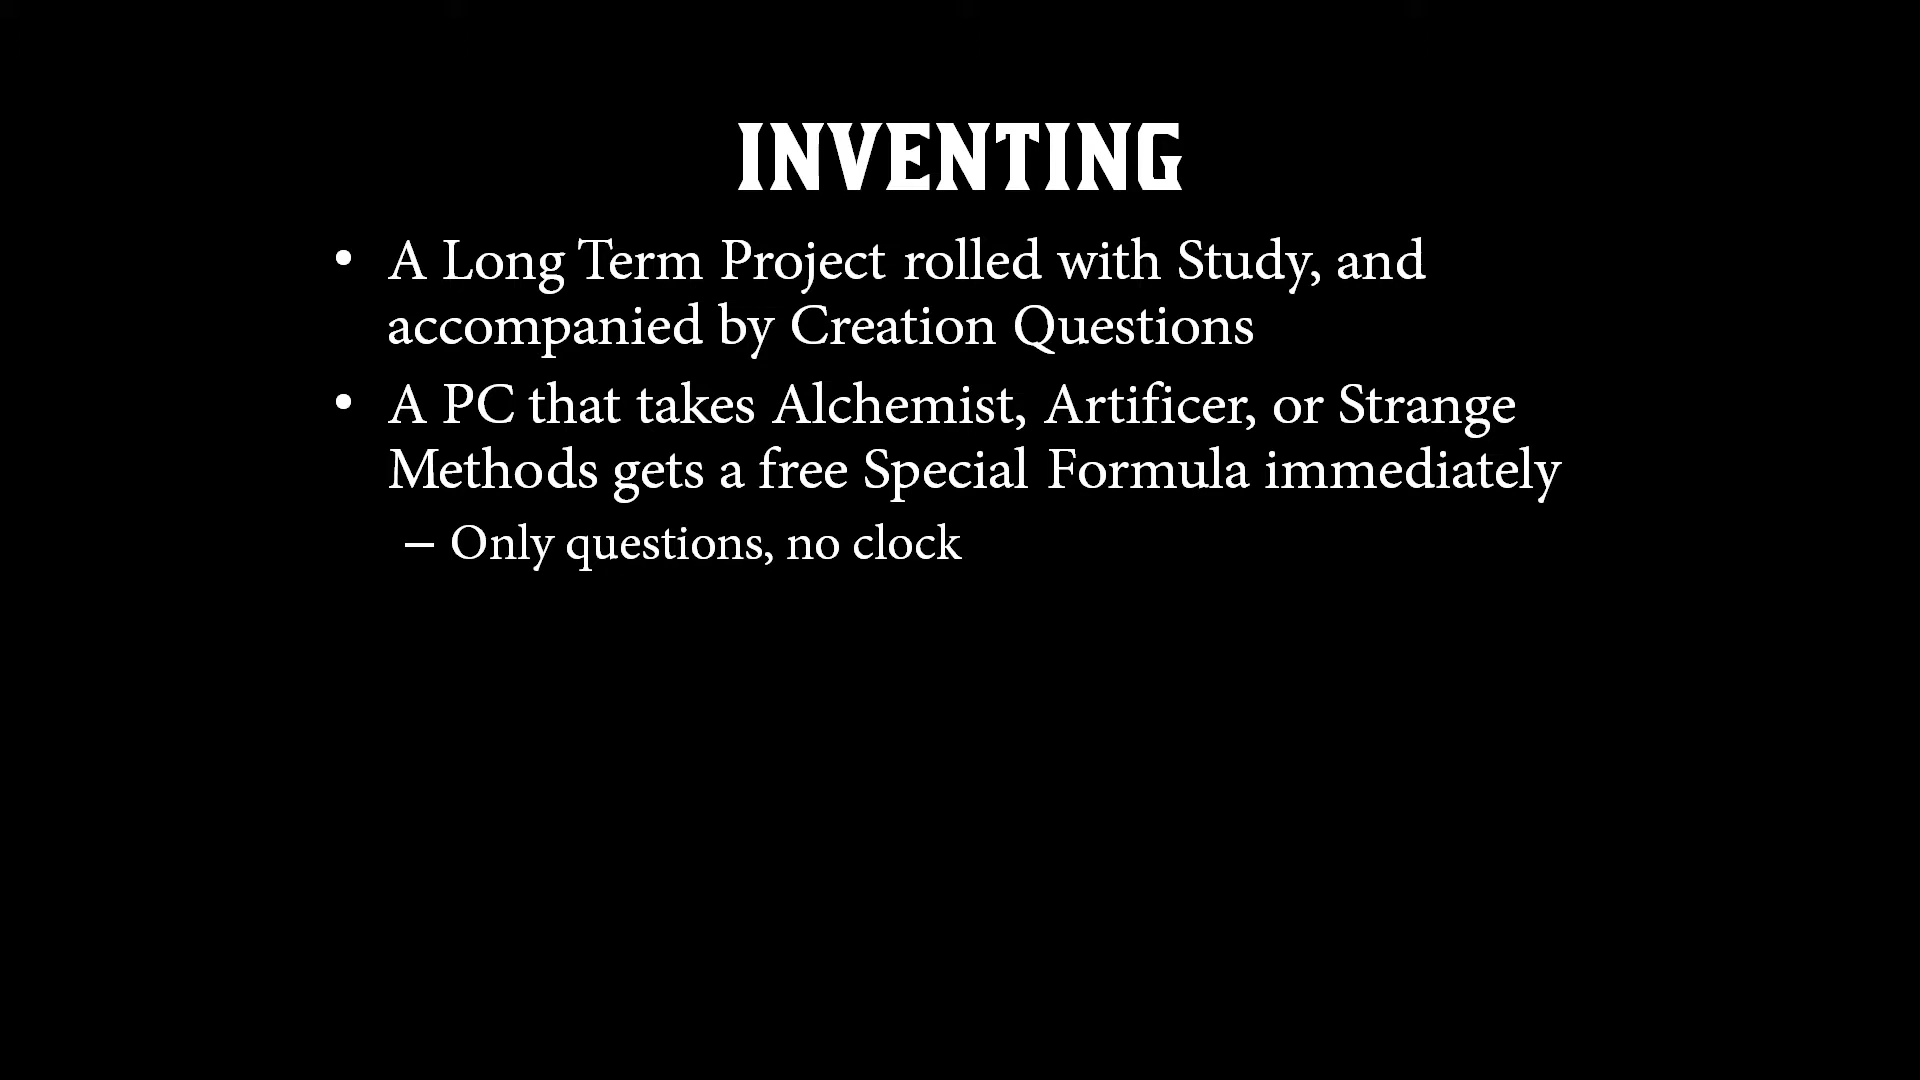 INVENTING
• A Long Term Project rolled with Study, and
accompanied by Creation Questions
• A PC that takes Alchemist, Artificer, or Strange
Methods gets a free Special Formula immediately
– Only questions, no clock